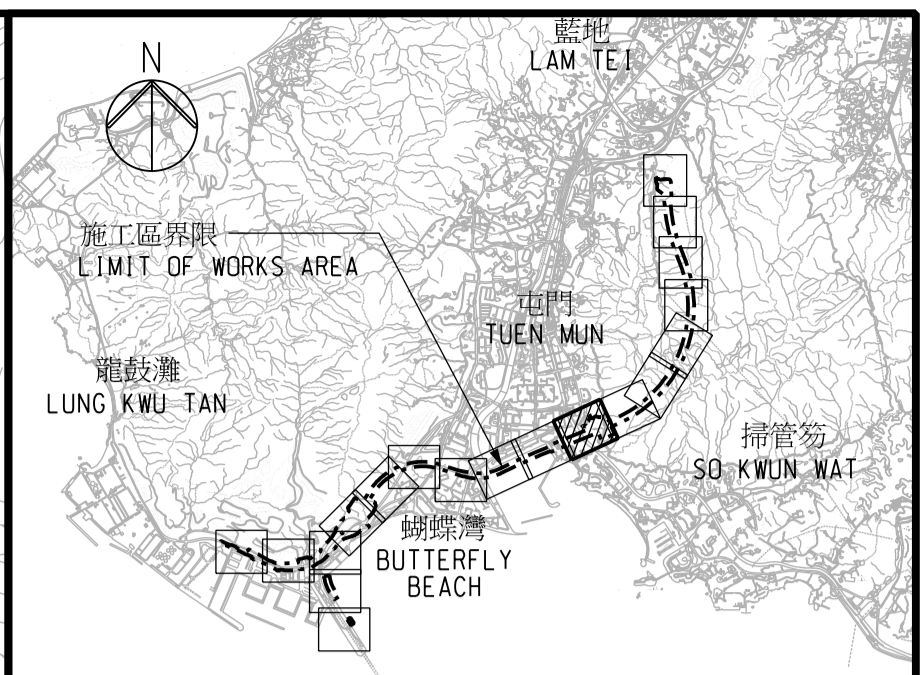 藍地
LAM TEI
N
施工區界限
LIMIT OF WORKS AREA
屯門
TUEN MUN
龍鼓灘
LUNG KWU TAN
掃管笏
SO KWUN WAT
蝴蝶灣
BUTTERFLY
BEACH